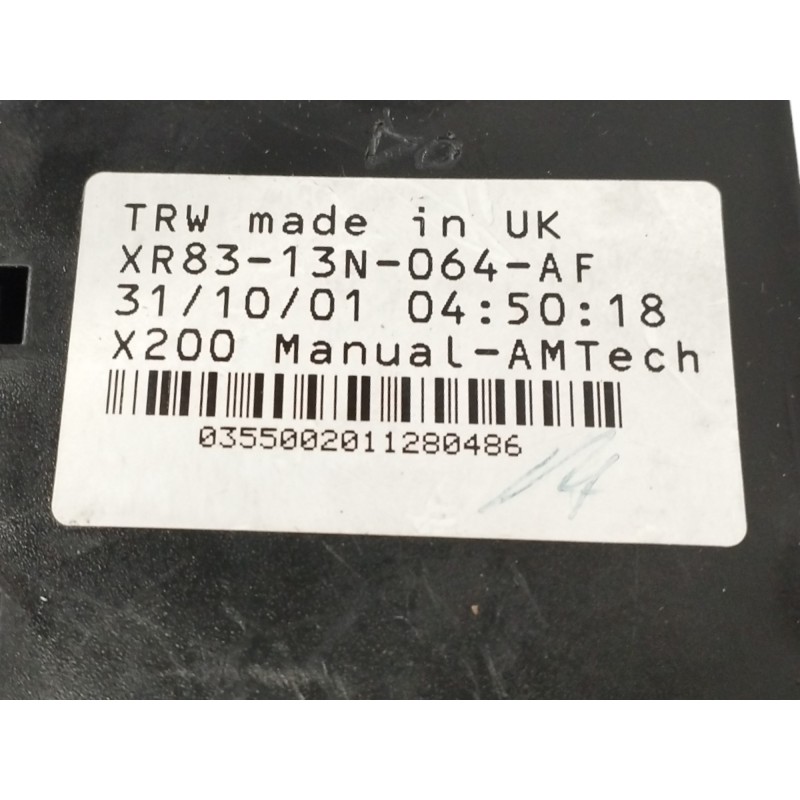 TRW made in UK
XR83-13N-064-AF
31/10/01 04:50:18
X200 Manual-AMTech
0355002011280486